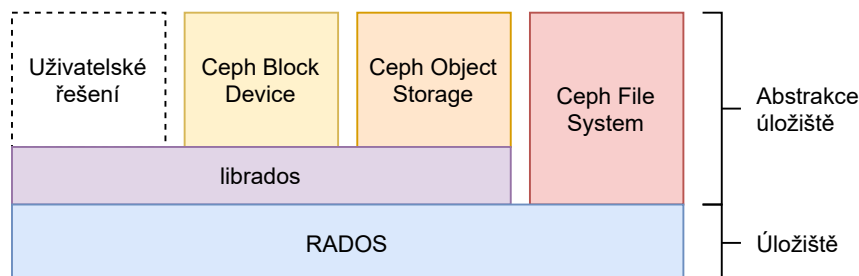 Uživatelské
řešení
Ceph Block
Device
Ceph Object
Storage
Ceph File
System
Abstrakce
úložiště
librados
RADOS
Úložiště